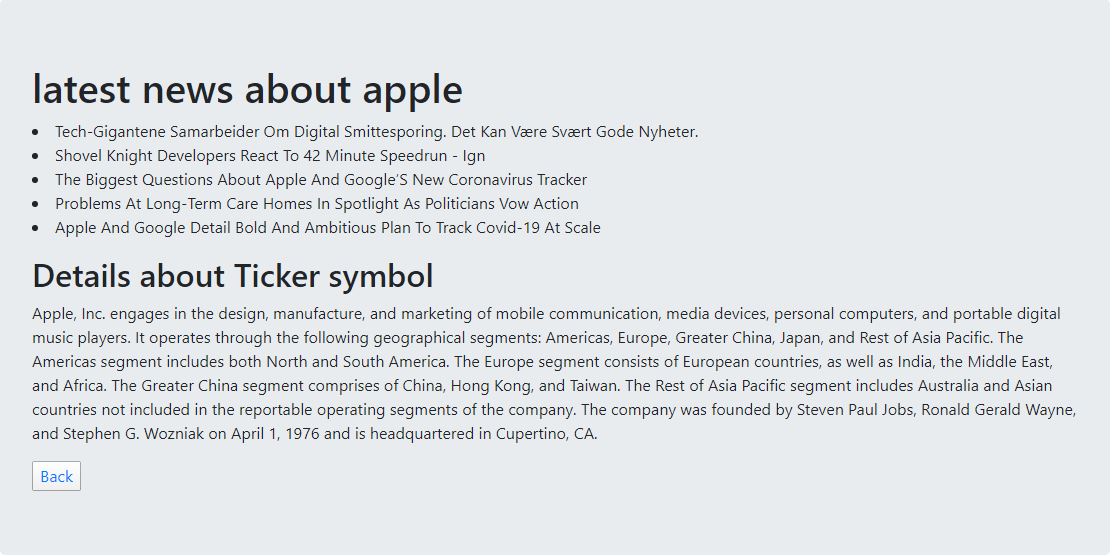 latest news about apple
Tech-Gigantene Samarbeider Om Digital Smittesporing. Det Kan Være Svært Gode Nyheter.
Shovel Knight Developers React To 42 Minute Speedrun - Ign
The Biggest Questions About Apple And Google'S New Coronavirus Tracker
Problems At Long-Term Care Homes In Spotlight As Politicians Vow Action
Apple And Google Detail Bold And Ambitious Plan To Track Covid-19 At Scale
Details about Ticker symbol
Apple, Inc. engages in the design, manufacture, and marketing of mobile communication, media devices, personal computers, and portable digital
music players. It operates through the following geographical segments: Americas, Europe, Greater China, Japan, and Rest of Asia Pacific. The
Americas segment includes both North and South America. The Europe segment consists of European countries, as well as India, the Middle East,
and Africa. The Greater China segment comprises of China, Hong Kong, and Taiwan. The Rest of Asia Pacific segment includes Australia and Asian
countries not included in the reportable operating segments of the company. The company was founded by Steven Paul Jobs, Ronald Gerald Wayne,
and Stephen G. Wozniak on April 1, 1976 and is headquartered in Cupertino, CA.
Back